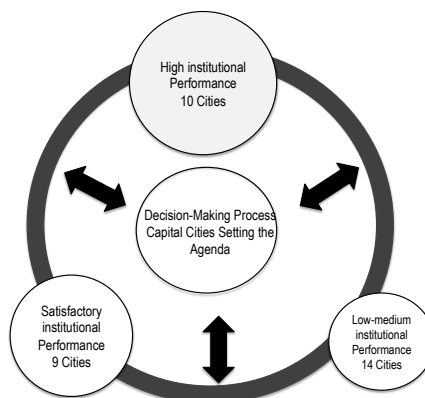 High institutional
Performance
10 Cities
Decision-Making Process
Capital Cities Setting the
Agenda
Satisfactory
institutional
Performance
9 Cities
Low-medium
institutional
Performance
14 Cities